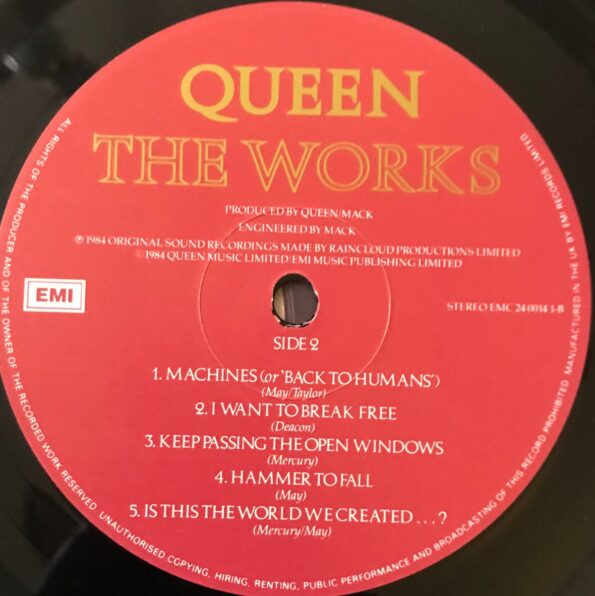 QUEEN
THE WORKS
PRODUCED BY QUEEN/MACK
ENGINEERED BY MACK
℗ 1984 ORIGINAL SOUND RECORDINGS MADE BY RAINCLOUD PRODUCTIONS LIMITED
© 1984 QUEEN MUSIC LIMITED/EMI MUSIC PUBLISHING LIMITED
EMI
STEREO EMC 24 0014 1-B
SIDE 2
1. MACHINES (or 'BACK TO HUMANS')
(May/Taylor)
2. I WANT TO BREAK FREE
(Deacon)
3. KEEP PASSING THE OPEN WINDOWS
(Mercury)
4. HAMMER TO FALL
(May)
5. IS THIS THE WORLD WE CREATED . . . ?
(Mercury/May)
ALL RIGHTS OF THE PRODUCER AND OF THE OWNER OF THE RECORDED WORK RESERVED. UNAUTHORISED COPYING, HIRING, RENTING, PUBLIC PERFORMANCE AND BROADCASTING OF THIS RECORD PROHIBITED. MANUFACTURED IN THE UK BY EMI RECORDS LIMITED